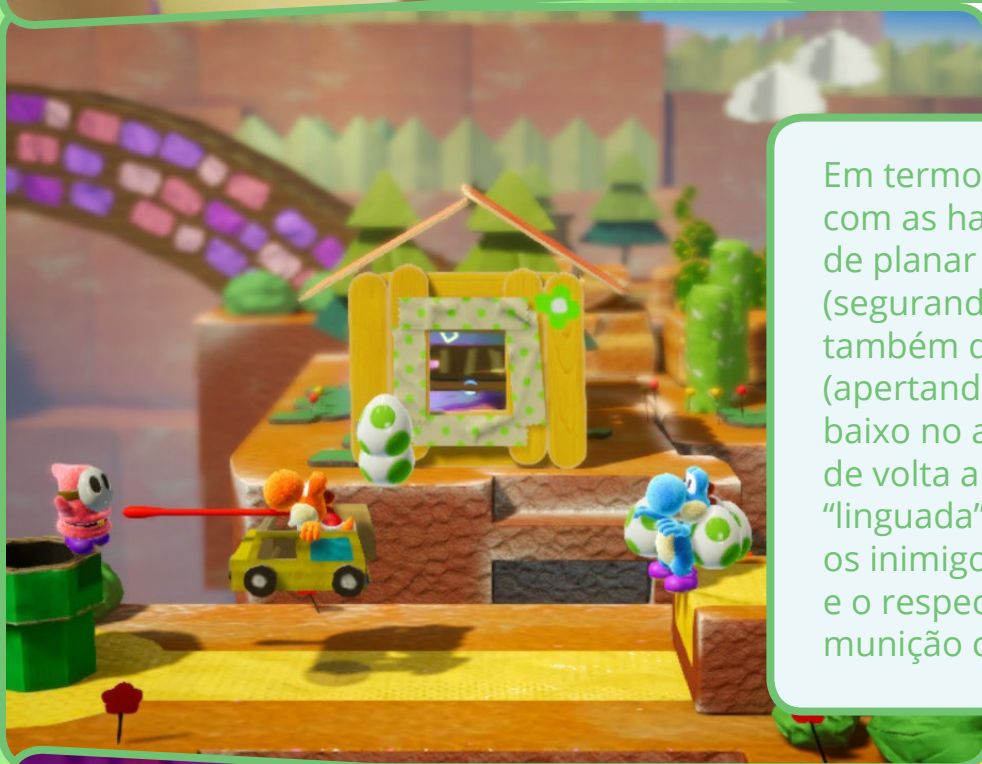 Em termo
com as ha
de planar
(segurand
também d
(apertand
baixo no a
de volta a
“linguada”
os inimigo
e o respec
munição d